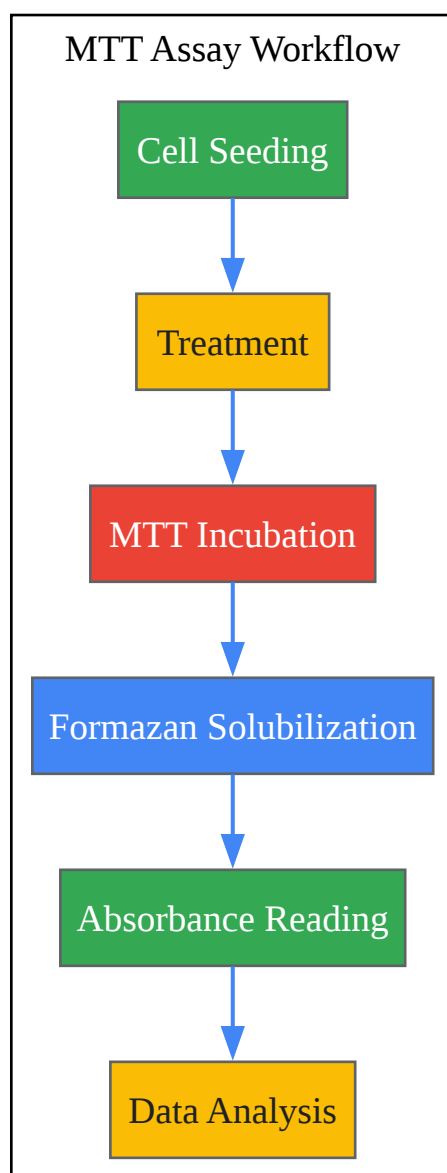 MTT Assay Workflow
Cell Seeding
Treatment
MTT Incubation
Formazan Solubilization
Absorbance Reading
Data Analysis